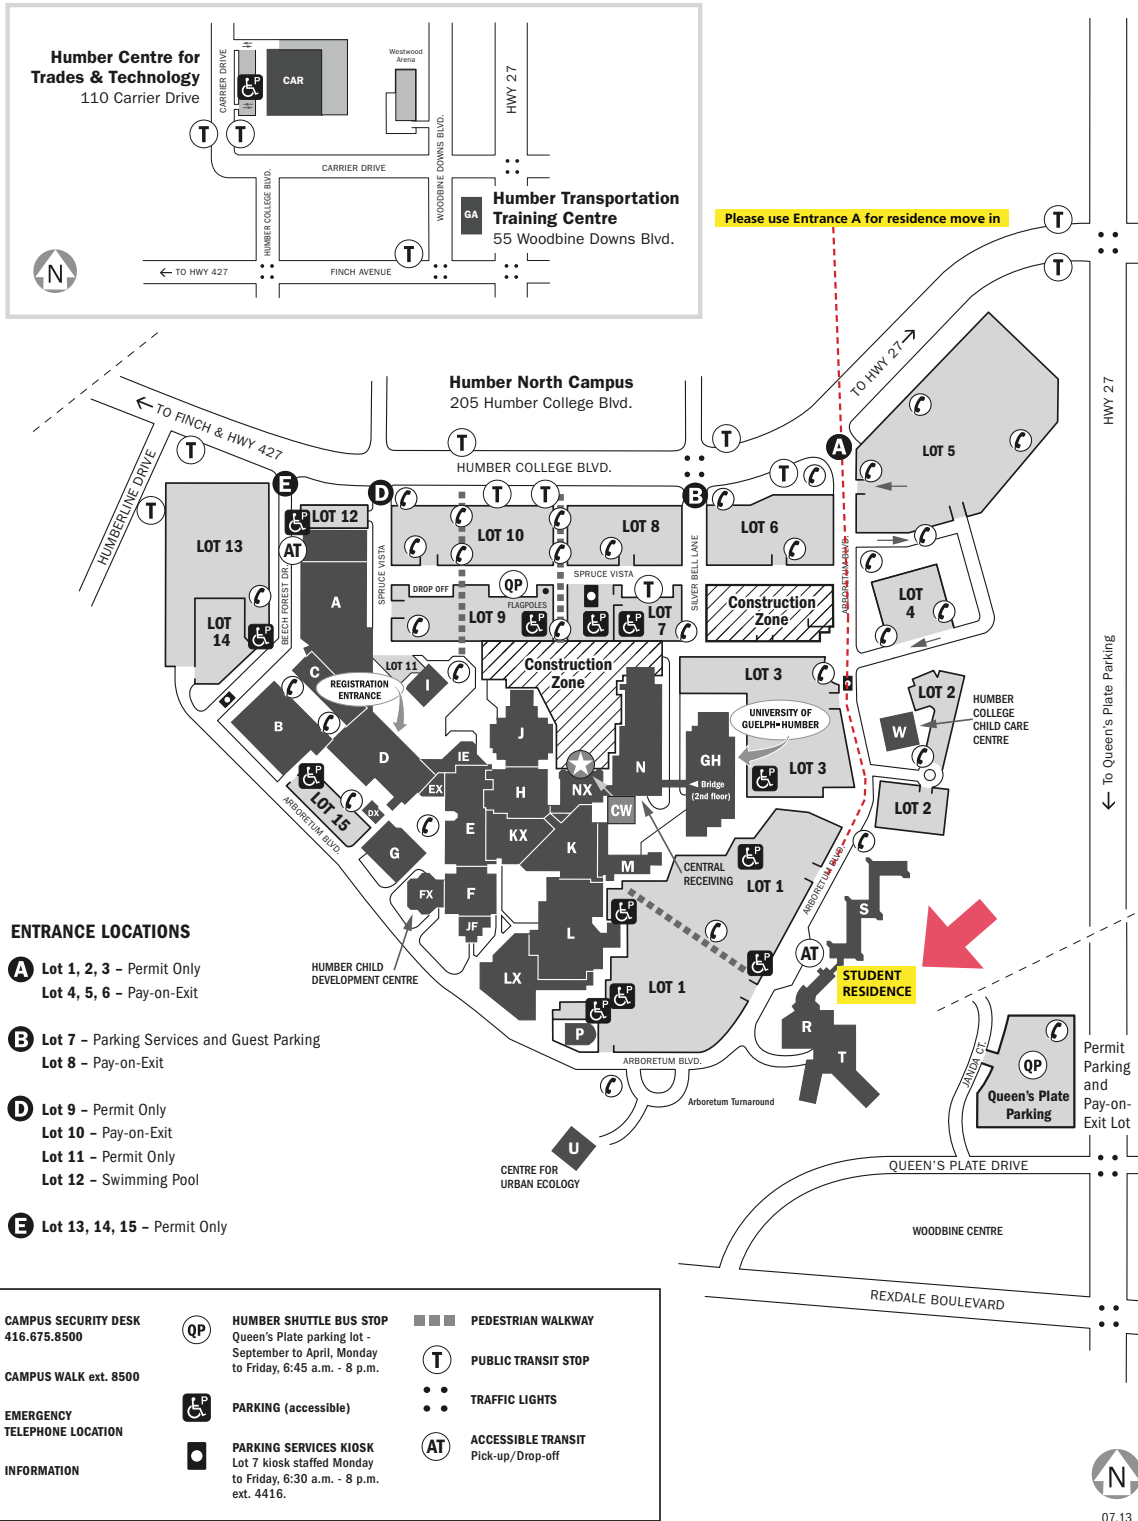 Humber Centre for
Trades & Technology
110 Carrier Drive
CARRIER DRIVE
P
CAR
Westwood
Arena
HWY 27
T
T
CARRIER DRIVE
HUMBER COLLEGE BLVD.
WOODBINE DOWNS BLVD.
GA
Humber Transportation
Training Centre
55 Woodbine Downs Blvd.
T
N
TO HWY 427
FINCH AVENUE
Please use Entrance A for residence move in
T
T
HWY 27
TO HWY 27
Humber North Campus
205 Humber College Blvd.
TO FINCH & HWY 427
HUMBERLINE DRIVE
T
T
T
T
T
HUMBER COLLEGE BLVD.
A
LOT 5
E
D
T
T
B
P
LOT 12
LOT 10
LOT 8
LOT 6
LOT 13
AT
A
SPRUCE VISTA
SPRUCE VISTA
SILVER BELL LANE
ARBORETUM BLVD.
BEECH FOREST DR.
DROP OFF
QP
FLAGPOLES
T
LOT 9
P
P
P
LOT
7
Construction
Zone
LOT
4
LOT
14
P
C
LOT 11
REGISTRATION
ENTRANCE
I
Construction
Zone
LOT 3
LOT 2
HUMBER
COLLEGE
CHILD CARE
CENTRE
UNIVERSITY OF
GUELPH-HUMBER
W
B
D
J
N
GH
LOT 3
P
Bridge
(2nd floor)
IE
EX
H
NX
CW
LOT 2
P
LOT 15
DX
ARBORETUM BLVD.
E
KX
K
G
M
CENTRAL
RECEIVING
P
LOT 1
ARBORETUM BLVD.
S
FX
F
JF
L
LX
P
P
AT
STUDENT
RESIDENCE
HUMBER CHILD
DEVELOPMENT CENTRE
P
P
LOT 1
P
R
T
ARBORETUM BLVD.
Arboretum Turnaround
U
CENTRE FOR
URBAN ECOLOGY
To Queen's Plate Parking
JANDA CT.
QP
Queen's Plate
Parking
Permit
Parking
and
Pay-on-
Exit Lot
QUEEN'S PLATE DRIVE
WOODBINE CENTRE
REXDALE BOULEVARD
ENTRANCE LOCATIONS
A Lot 1, 2, 3 – Permit Only
Lot 4, 5, 6 – Pay-on-Exit
B Lot 7 – Parking Services and Guest Parking
Lot 8 – Pay-on-Exit
D Lot 9 – Permit Only
Lot 10 – Pay-on-Exit
Lot 11 – Permit Only
Lot 12 – Swimming Pool
E Lot 13, 14, 15 – Permit Only
CAMPUS SECURITY DESK
416.675.8500
CAMPUS WALK ext. 8500
EMERGENCY
TELEPHONE LOCATION
INFORMATION
QP
HUMBER SHUTTLE BUS STOP
Queen's Plate parking lot -
September to April, Monday
to Friday, 6:45 a.m. - 8 p.m.
P
PARKING (accessible)
PARKING SERVICES KIOSK
Lot 7 kiosk staffed Monday
to Friday, 6:30 a.m. - 8 p.m.
ext. 4416.
PEDESTRIAN WALKWAY
T
PUBLIC TRANSIT STOP
TRAFFIC LIGHTS
AT
ACCESSIBLE TRANSIT
Pick-up/Drop-off
N
07.13